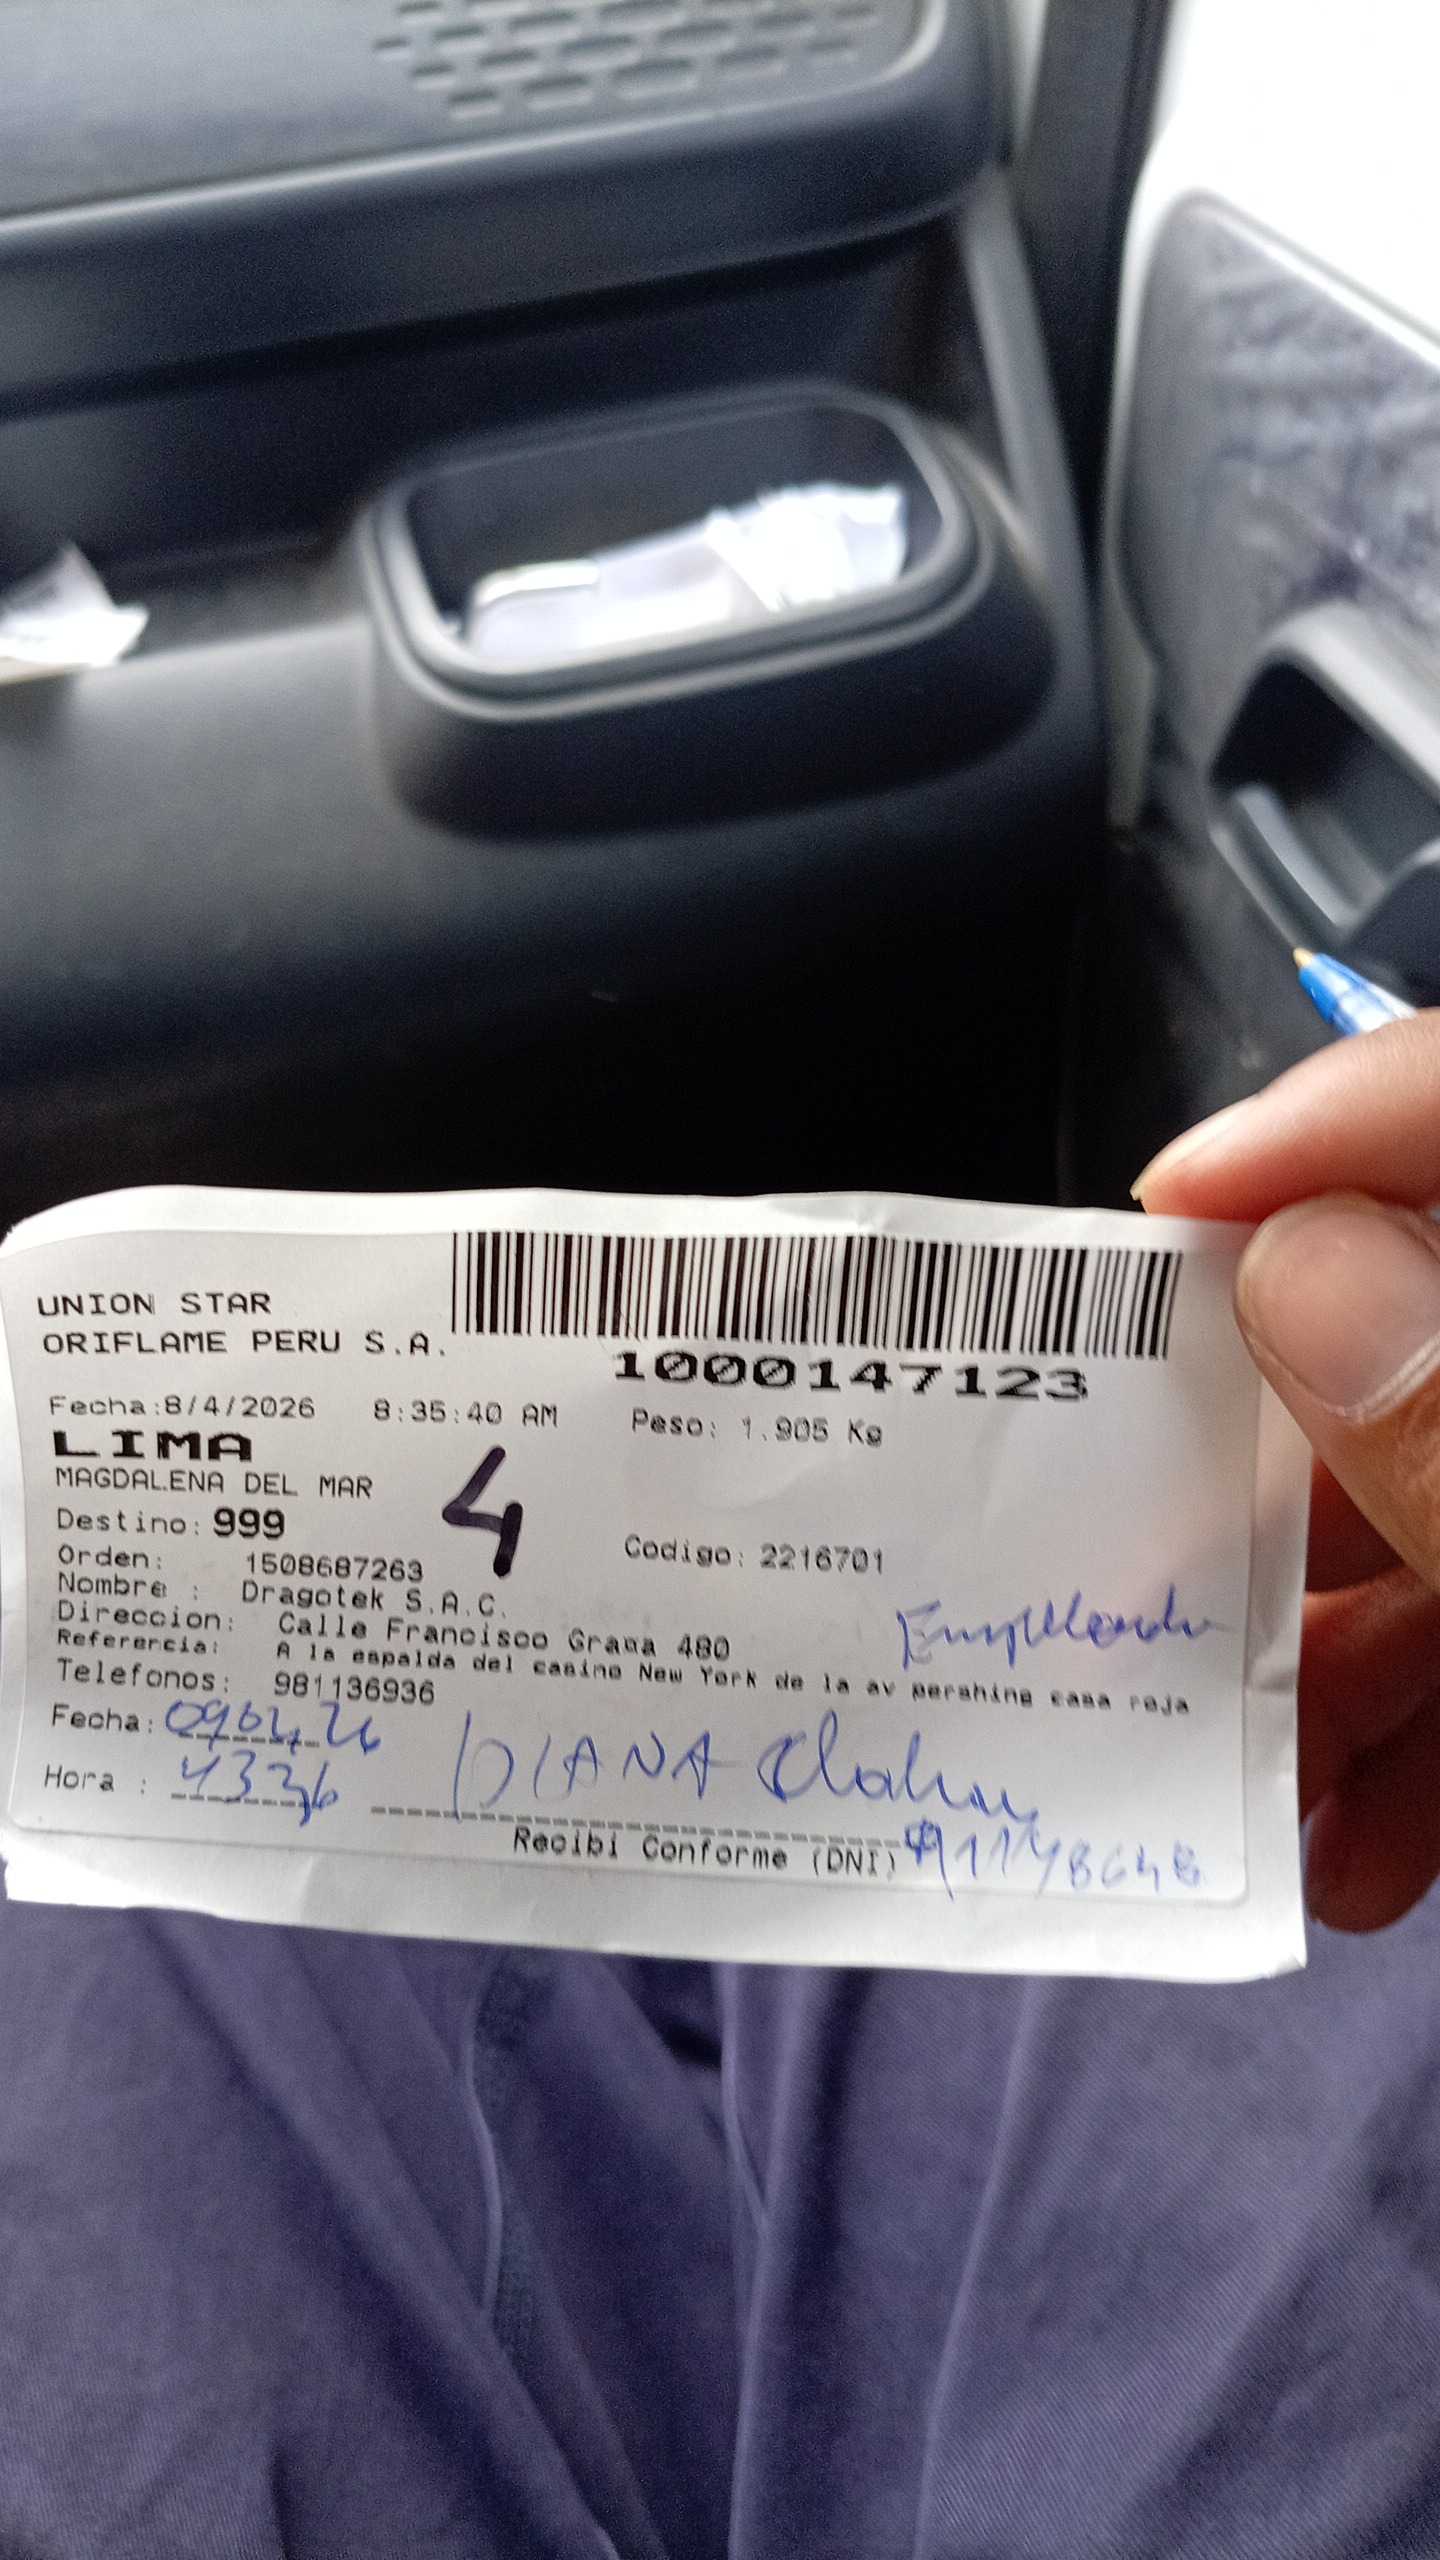 UNION STAR
ORIFLAME PERU S.A.
1000147123
Fecha:8/4/2026 8:35:40 AM
Peso: 1.905 Kg
LIMA
MAGDALENA DEL MAR
4
Destino: 999
Codigo: 2216701
Orden: 1508687263
Nombre : Dragotek S.A.C.
Direccion: Calle Francisco Grana 480
Referencia: A la espalda del casino New York de la av pershing casa roja
Telefonos: 981136936
Fecha:
Hora :
DIANA
Recibi Conforme (DNI)